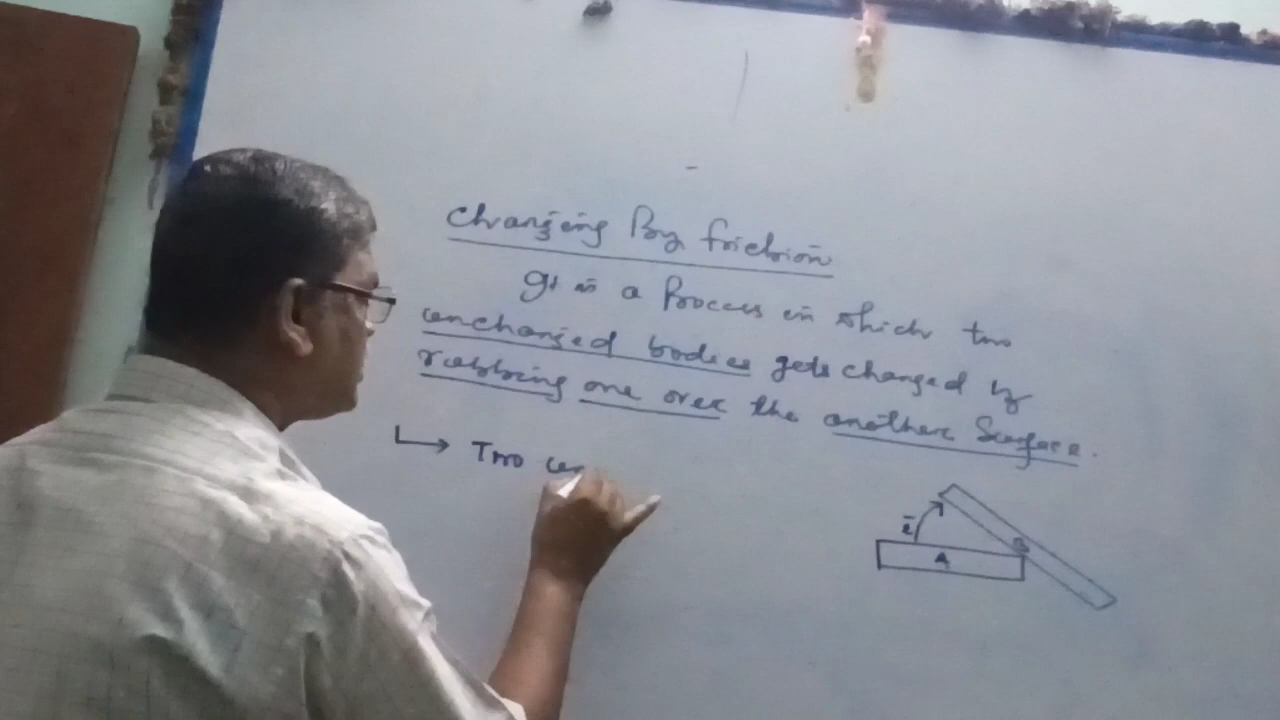 Charging By friction
It is a Process in which two
uncharged bodies gets charged by
rubbing one over the another Surface.
Two un
e-
A
B